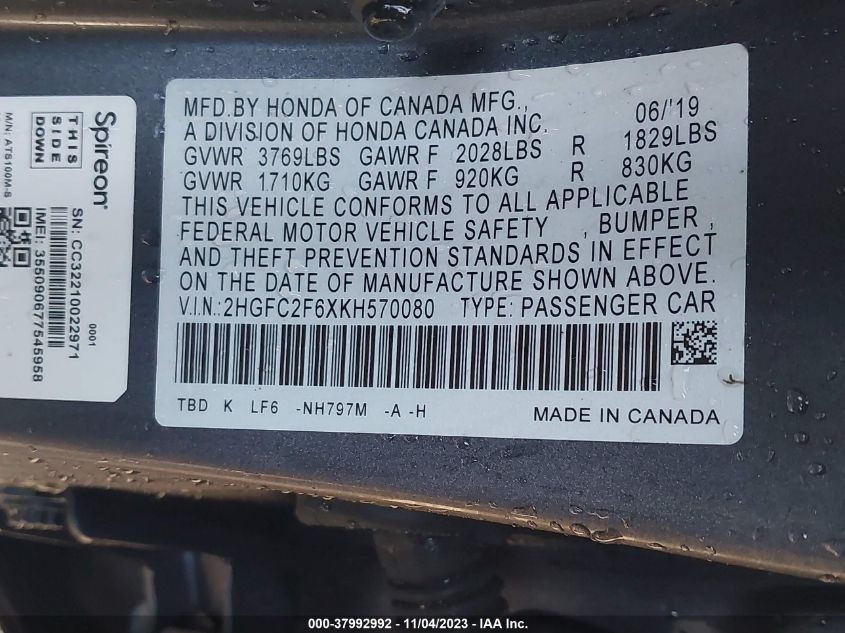 MFD.BY HONDA OF CANADA MFG., 06/'19
A DIVISION OF HONDA CANADA INC.
GVWR 3769LBS GAWR F 2028LBS R 1829LBS
GVWR 1710KG GAWR F 920KG R 830KG
THIS VEHICLE CONFORMS TO ALL APPLICABLE
FEDERAL MOTOR VEHICLE SAFETY , BUMPER,
AND THEFT PREVENTION STANDARDS IN EFFECT
ON THE DATE OF MANUFACTURE SHOWN ABOVE.
V.I.N.:2HGFC2F6XKH570080 TYPE: PASSENGER CAR
TBD K LF6 -NH797M -A -H
MADE IN CANADA
Spireon®
THIS
SIDE
DOWN
M/N: ATS100M-S
0001
SN: CC32210022971
IMEI: 355090677545958
000-37992992 - 11/04/2023 - IAA Inc.